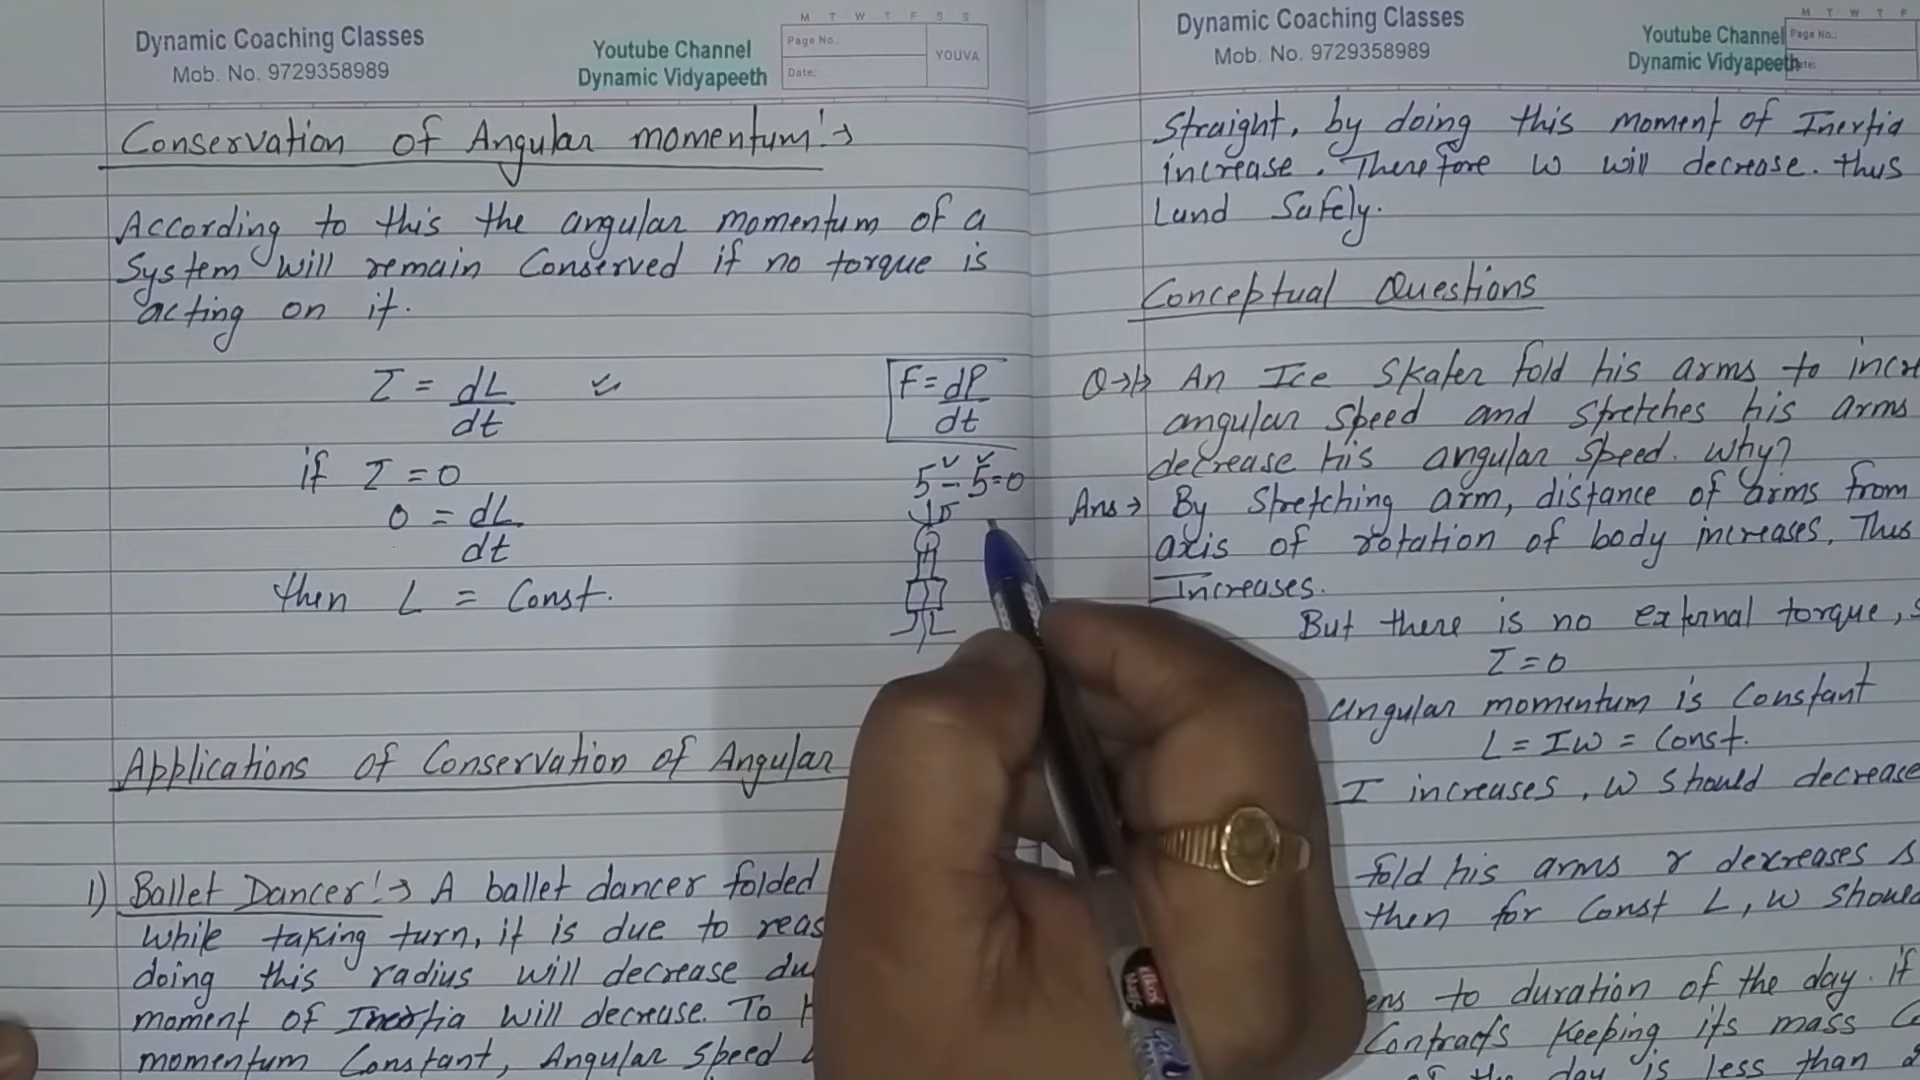 Dynamic Coaching Classes
Mob. No. 9729358989
Youtube Channel
Dynamic Vidyapeeth
M T W T F S S
Page No.:
Date:
YOUVA
Conservation of Angular momentum:→
According to this the angular momentum of a
System will remain Conserved if no torque is
acting on it.
τ = dL
dt
if τ = 0
0 = dL
dt
then L = Const.
F = dP
dt
5 - 5 = 0
Applications of Conservation of Angular
1) Ballet Dancer:→ A ballet dancer folded
While taking turn, it is due to
doing this radius will decrease
moment of Inertia will decrease. To
momentum Constant, Angular Speed
Dynamic Coaching Classes
Mob. No. 9729358989
Youtube Channel
Dynamic Vidyapeeth
M T W T F
Page No.:
Straight, by doing this moment of Inertia
increase. Therefore ω will decrease. thus
Land Safely.
Conceptual Questions
Q→1→ An Ice Skater fold his arms to
angular speed and stretches his arms
decrease his angular speed. Why?
Ans→ By Stretching arm, distance of arms from
axis of rotation of body increases, Thus
Increases.
But there is no external torque,
τ = 0
angular momentum is Constant
L = Iω = Const.
I increases, ω should decrease
fold his arms r decreases
then for Const L, ω
to duration of the day. if
Contracts Keeping its mass
day is less than